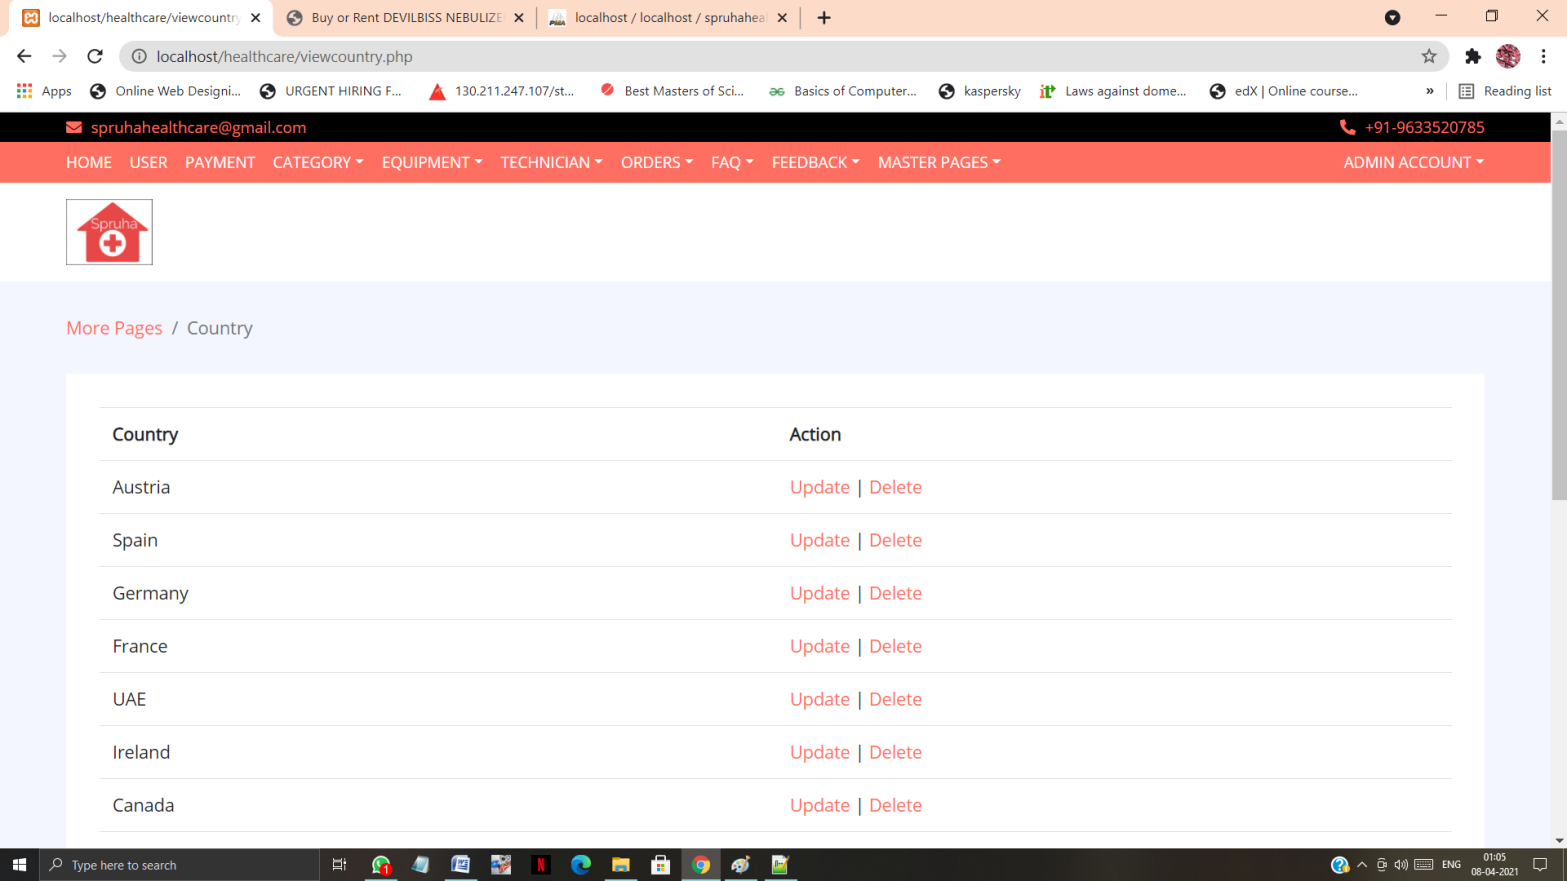 localhost/healthcare/viewcountry
Buy or Rent DEVILBISS NEBULIZE
localhost / localhost / spruhaheal
localhost/healthcare/viewcountry.php
Apps Online Web Designi... URGENT HIRING F... 130.211.247.107/st... Best Masters of Sci... Basics of Computer... kaspersky Laws against dome... edX | Online course... » Reading list
spruhahealthcare@gmail.com +91-9633520785
HOME USER PAYMENT CATEGORY EQUIPMENT TECHNICIAN ORDERS FAQ FEEDBACK MASTER PAGES ADMIN ACCOUNT
Spruha
More Pages / Country
Country Action
Austria Update | Delete
Spain Update | Delete
Germany Update | Delete
France Update | Delete
UAE Update | Delete
Ireland Update | Delete
Canada Update | Delete
Type here to search
ENG
01:05
08-04-2021